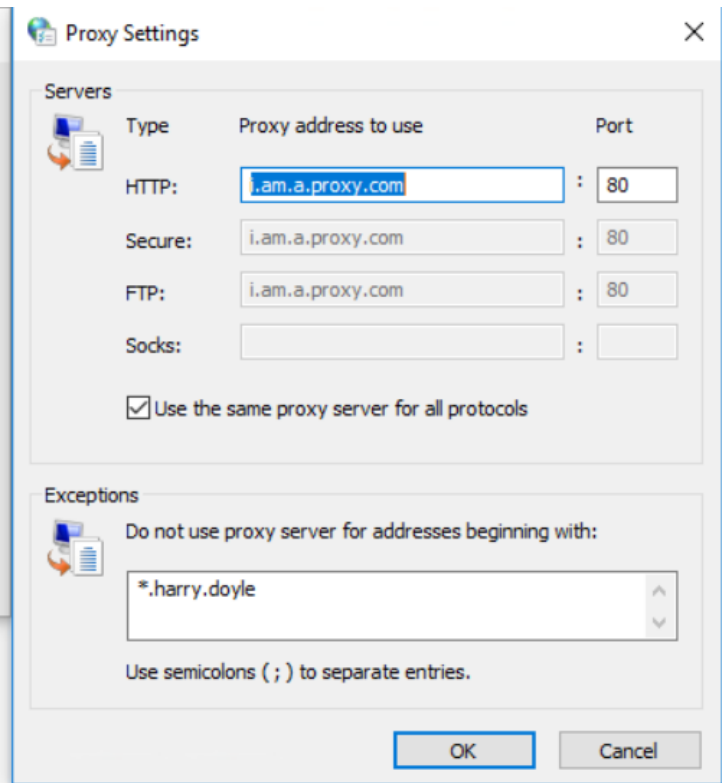 Proxy Settings
Servers
Type Proxy address to use Port
HTTP: i.am.a.proxy.com : 80
Secure: i.am.a.proxy.com : 80
FTP: i.am.a.proxy.com : 80
Socks: :
Use the same proxy server for all protocols
Exceptions
Do not use proxy server for addresses beginning with:
*.harry.doyle
Use semicolons ( ; ) to separate entries.
OK Cancel